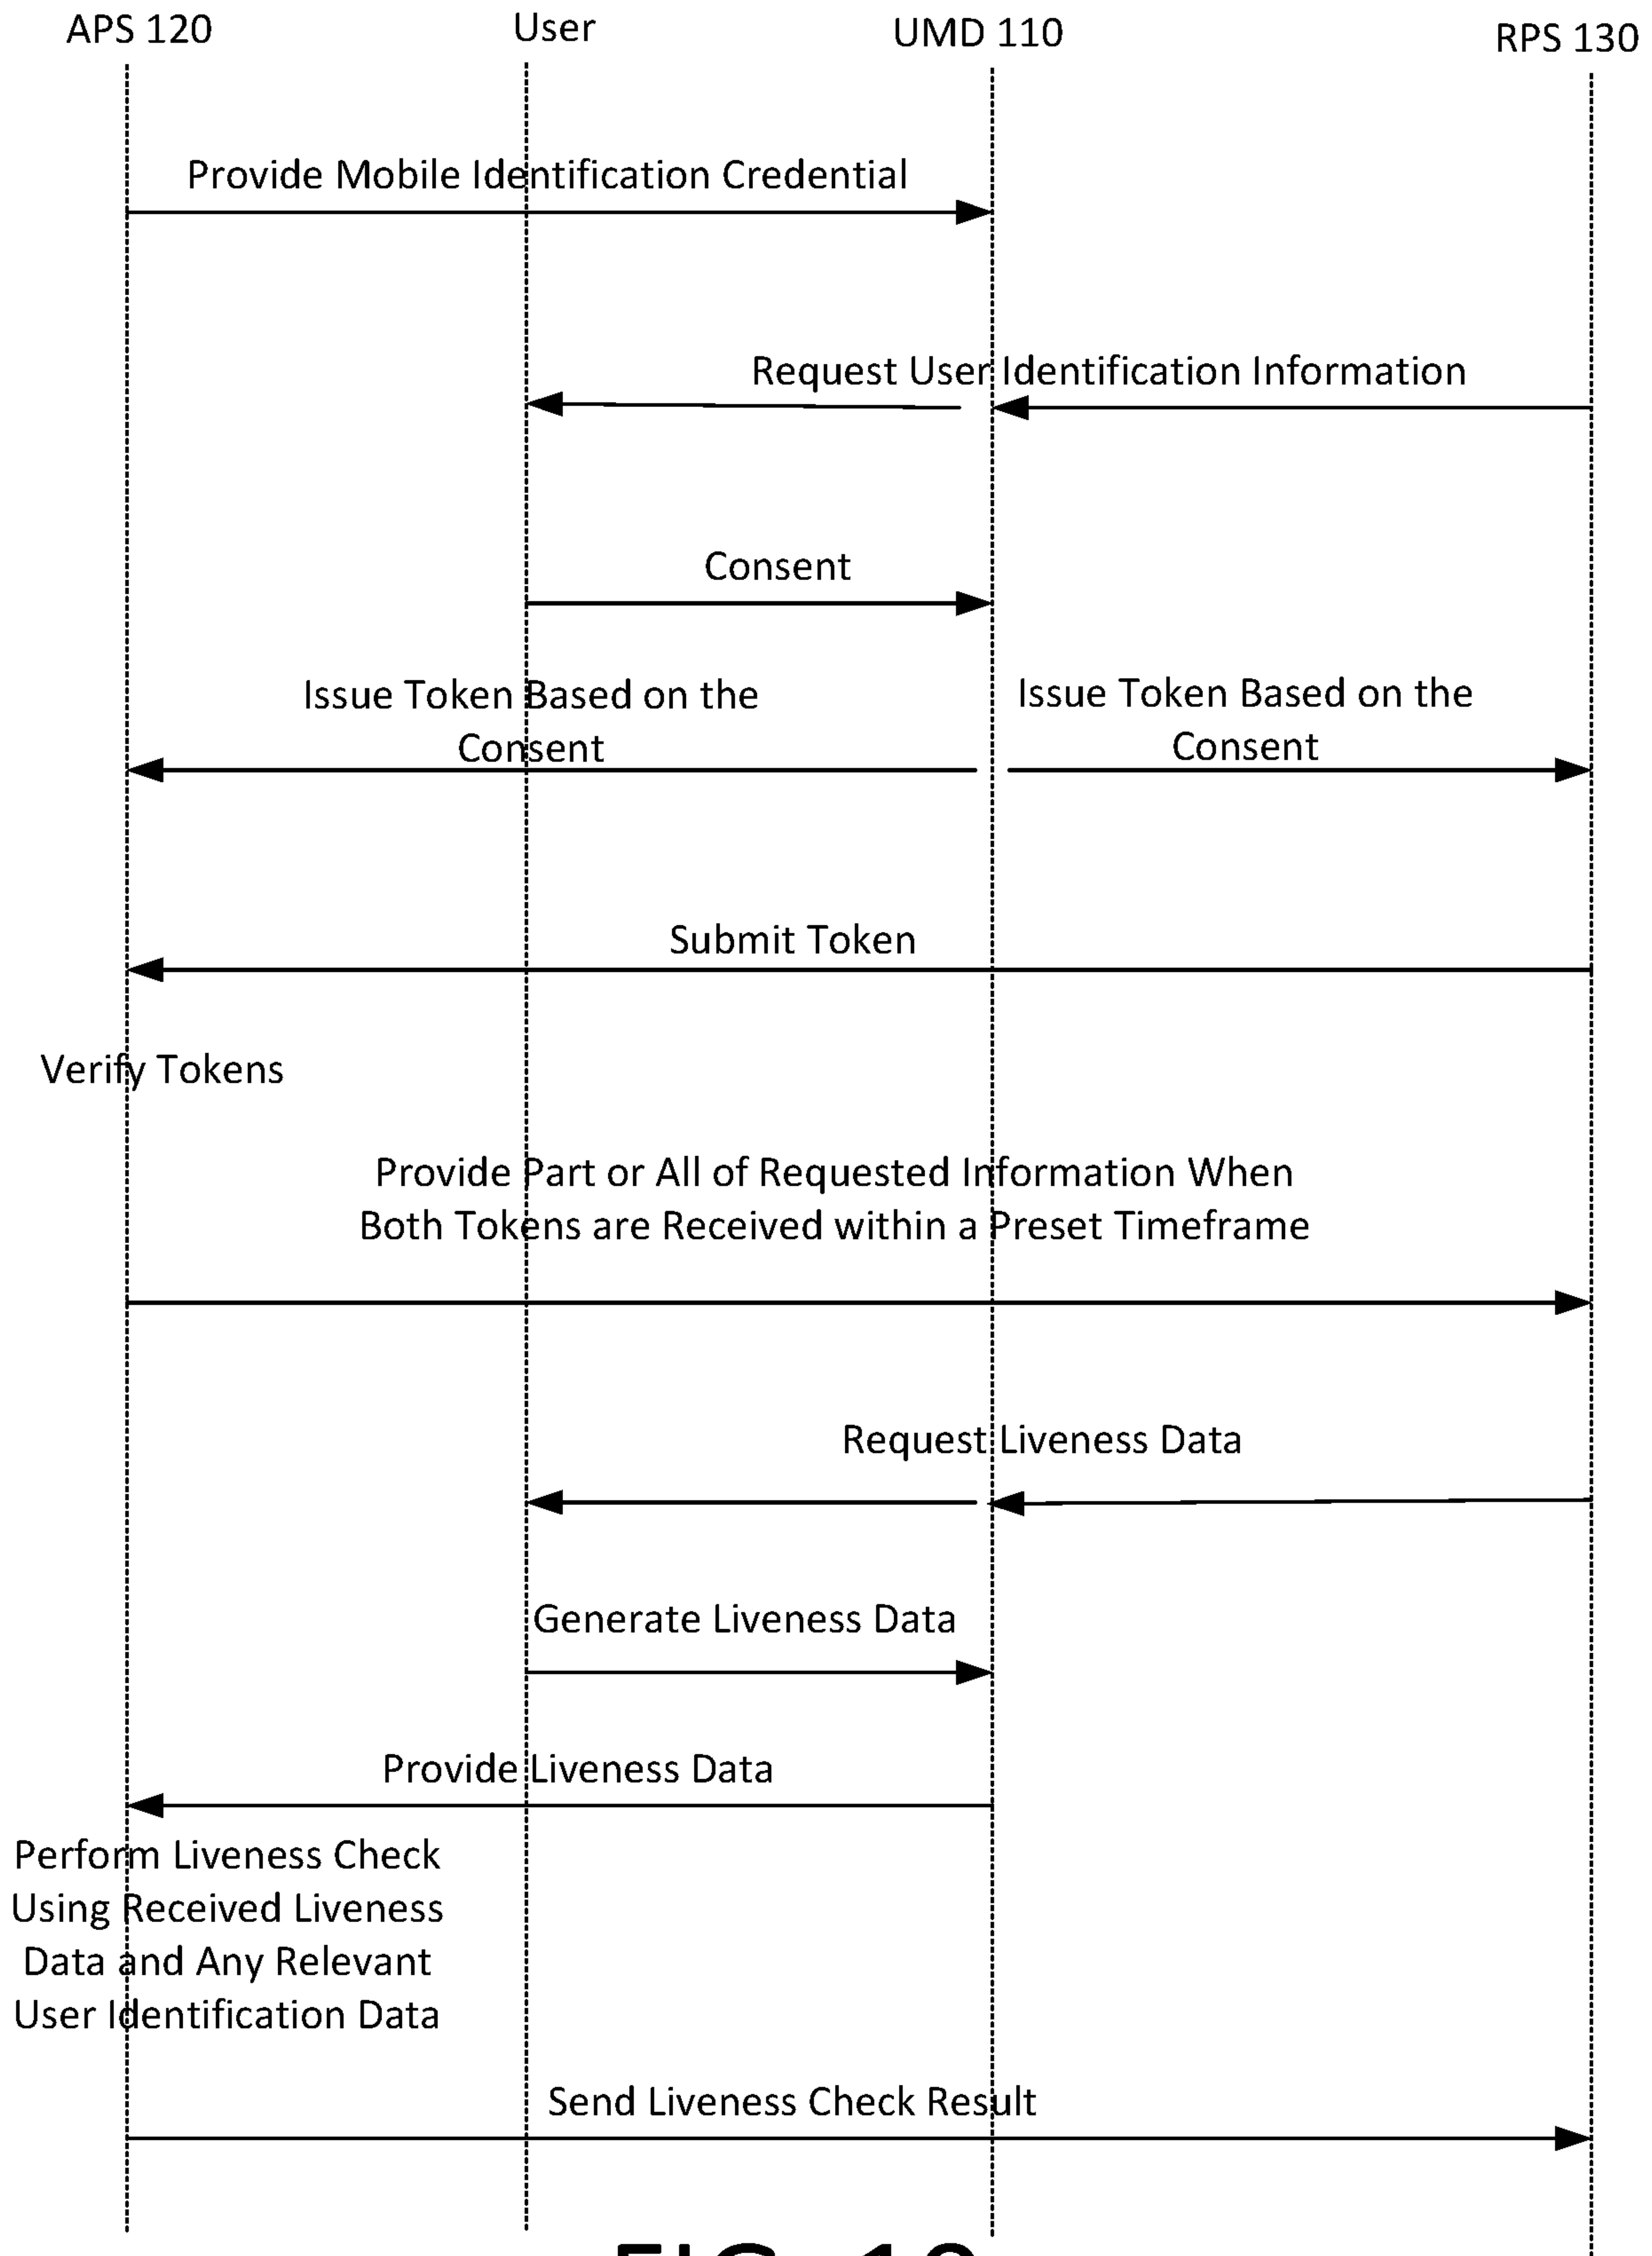 APS 120
User
UMD 110
RPS 130
Provide Mobile Identification Credential
Request User Identification Information
Consent
Issue Token Based on the
Consent
Issue Token Based on the
Consent
Submit Token
Verify Tokens
Provide Part or All of Requested Information When
Both Tokens are Received within a Preset Timeframe
Request Liveness Data
Generate Liveness Data
Provide Liveness Data
Perform Liveness Check
Using Received Liveness
Data and Any Relevant
User Identification Data
Send Liveness Check Result